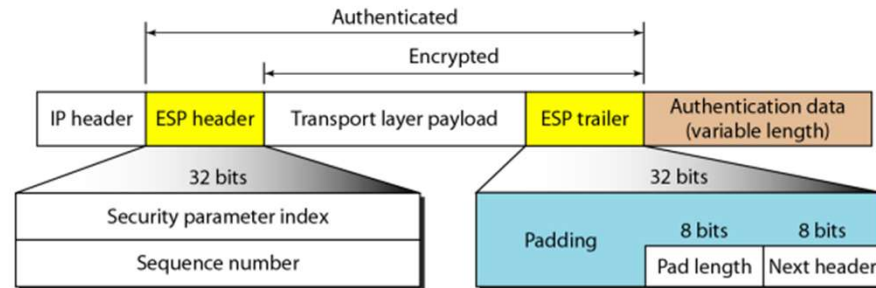 Authenticated
Encrypted
IP header
ESP header
Transport layer payload
ESP trailer
Authentication data
(variable length)
32 bits
Security parameter index
Sequence number
32 bits
Padding
8 bits
8 bits
Pad length
Next header